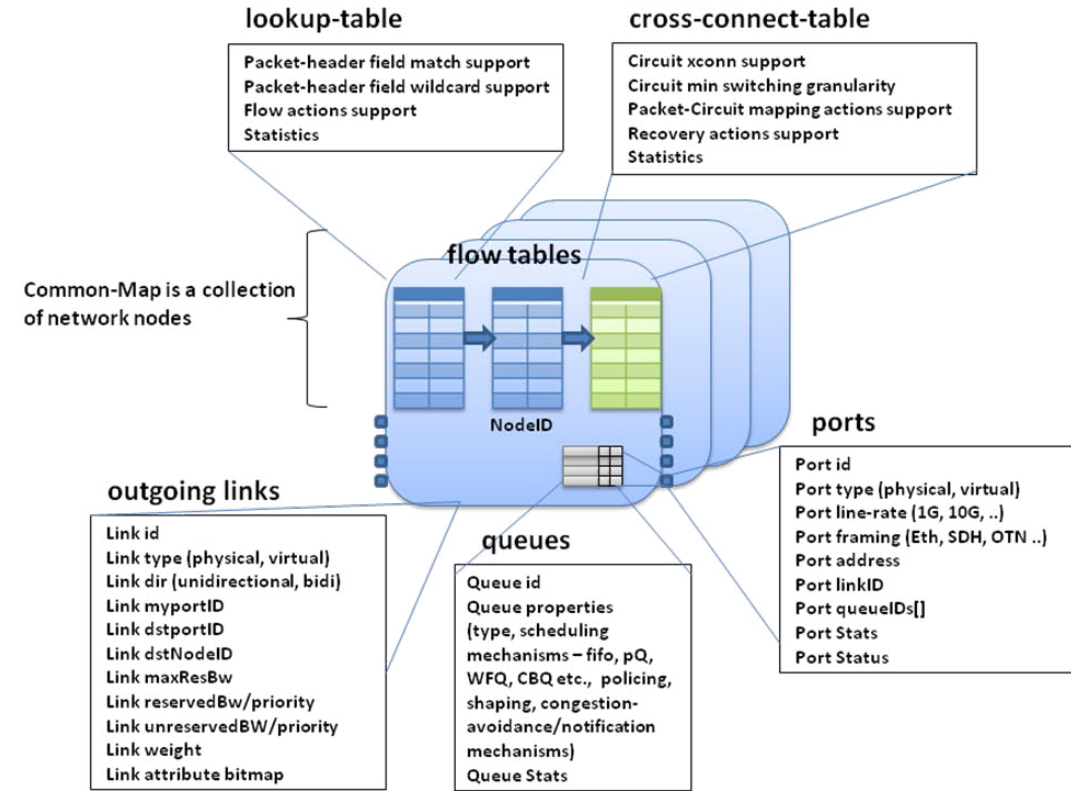 lookup-table
Packet-header field match support
Packet-header field wildcard support
Flow actions support
Statistics
cross-connect-table
Circuit xconn support
Circuit min switching granularity
Packet-Circuit mapping actions support
Recovery actions support
Statistics
flow tables
Common-Map is a collection
of network nodes
NodeID
ports
Port id
Port type (physical, virtual)
Port line-rate (1G, 10G, ..)
Port framing (Eth, SDH, OTN ..)
Port address
Port linkID
Port queueIDs[]
Port Stats
Port Status
outgoing links
Link id
Link type (physical, virtual)
Link dir (unidirectional, bidi)
Link myportID
Link dstportID
Link dstNodeID
Link maxResBw
Link reservedBw/priority
Link unreservedBW/priority
Link weight
Link attribute bitmap
queues
Queue id
Queue properties
(type, scheduling
mechanisms – fifo, pQ,
WFQ, CBQ etc., policing,
shaping, congestion-
avoidance/notification
mechanisms)
Queue Stats